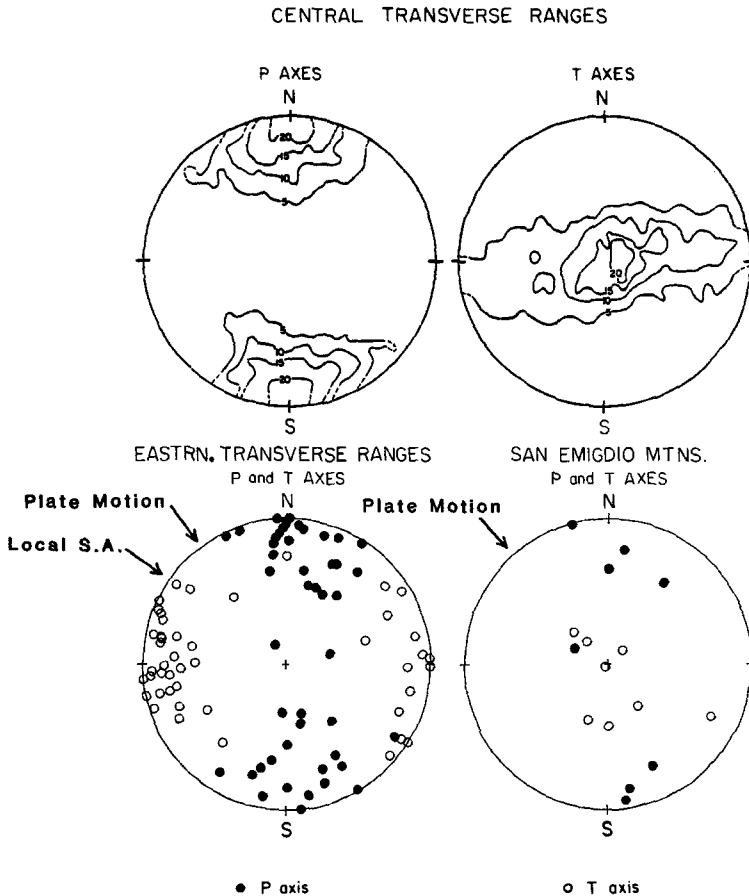 CENTRAL TRANSVERSE RANGES
P AXES
N
20
15
10
5
5
10
15
20
S
T AXES
N
20
15
10
5
S
EASTRN. TRANSVERSE RANGES
P and T AXES
N
Plate Motion
Local S.A.
S
SAN EMIGDIO MTNS.
P and T AXES
N
Plate Motion
S
● P axis
○ T axis